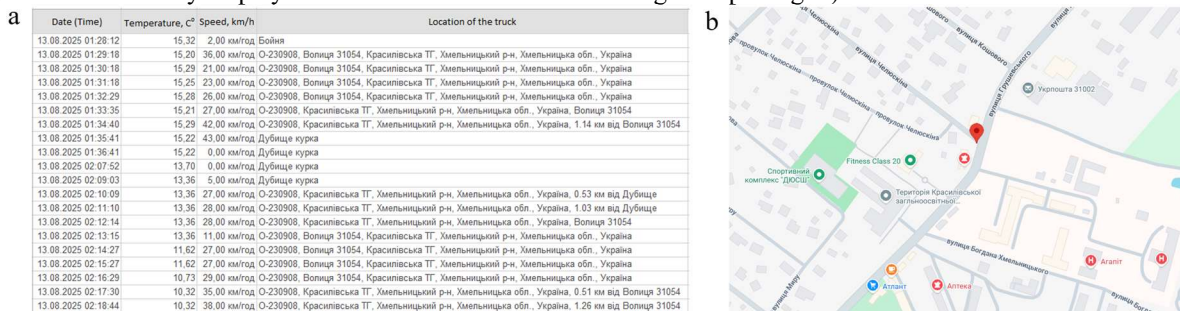 a
Date (Time) Temperature, C° Speed, km/h Location of the truck
13.08.2025 01:28:12 15,32 2,00 км/год Бойня
13.08.2025 01:29:18 15,20 36,00 км/год О-230908, Волиця 31054, Красилівська ТГ, Хмельницький р-н, Хмельницька обл., Україна
13.08.2025 01:30:18 15,29 21,00 км/год О-230908, Волиця 31054, Красилівська ТГ, Хмельницький р-н, Хмельницька обл., Україна
13.08.2025 01:31:18 15,25 23,00 км/год О-230908, Волиця 31054, Красилівська ТГ, Хмельницький р-н, Хмельницька обл., Україна
13.08.2025 01:32:29 15,28 26,00 км/год О-230908, Волиця 31054, Красилівська ТГ, Хмельницький р-н, Хмельницька обл., Україна
13.08.2025 01:33:35 15,21 27,00 км/год О-230908, Красилівська ТГ, Хмельницький р-н, Хмельницька обл., Україна, Волиця 31054
13.08.2025 01:34:40 15,29 42,00 км/год О-230908, Красилівська ТГ, Хмельницький р-н, Хмельницька обл., Україна, 1.14 км від Волиця 31054
13.08.2025 01:35:41 15,22 43,00 км/год Дубище курка
13.08.2025 01:36:41 15,22 0,00 км/год Дубище курка
13.08.2025 02:07:52 13,70 0,00 км/год Дубище курка
13.08.2025 02:09:03 13,36 5,00 км/год Дубище курка
13.08.2025 02:10:09 13,36 27,00 км/год О-230908, Красилівська ТГ, Хмельницький р-н, Хмельницька обл., Україна, 0.53 км від Дубище
13.08.2025 02:11:10 13,36 28,00 км/год О-230908, Красилівська ТГ, Хмельницький р-н, Хмельницька обл., Україна, 1.03 км від Дубище
13.08.2025 02:12:14 13,36 28,00 км/год О-230908, Красилівська ТГ, Хмельницький р-н, Хмельницька обл., Україна, Волиця 31054
13.08.2025 02:13:15 13,36 11,00 км/год О-230908, Волиця 31054, Красилівська ТГ, Хмельницький р-н, Хмельницька обл., Україна
13.08.2025 02:14:27 11,62 27,00 км/год О-230908, Волиця 31054, Красилівська ТГ, Хмельницький р-н, Хмельницька обл., Україна
13.08.2025 02:15:27 11,62 27,00 км/год О-230908, Волиця 31054, Красилівська ТГ, Хмельницький р-н, Хмельницька обл., Україна
13.08.2025 02:16:29 10,73 29,00 км/год О-230908, Волиця 31054, Красилівська ТГ, Хмельницький р-н, Хмельницька обл., Україна
13.08.2025 02:17:30 10,32 35,00 км/год О-230908, Красилівська ТГ, Хмельницький р-н, Хмельницька обл., Україна, 0.51 км від Волиця 31054
13.08.2025 02:18:44 10,32 38,00 км/год О-230908, Красилівська ТГ, Хмельницький р-н, Хмельницька обл., Україна, 1.26 км від Волиця 31054
b
вулиця Кошового
провулок Челюскіна
провулок Челюскіна
провулок Челюскіна
вулиця Грушевського
Укрпошта 31002
Fitness Class 20
Спортивний
комплекс "ДЮСШ"
Територія Красилівської
загльноосвітньої...
вулиця Богдана Хмельницького
вулиця Миру
Атлант
Аптека
Агапіт